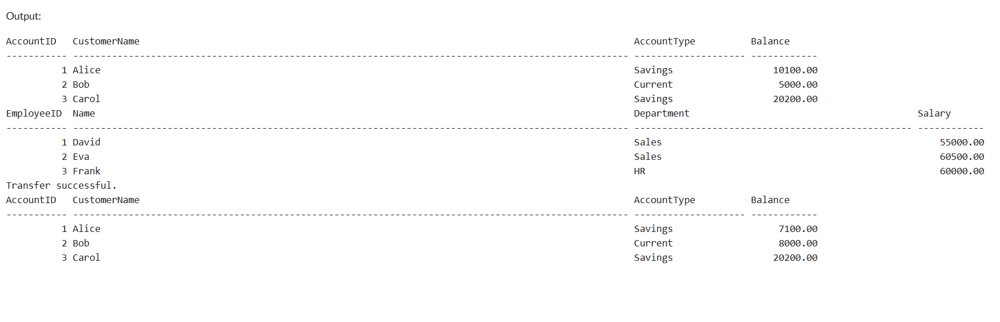 Output:
AccountID   CustomerName                                                                                         AccountType          Balance
----------- ---------------------------------------------------------------------------------------------------- -------------------- ------------
          1 Alice                                                                                                Savings                  10100.00
          2 Bob                                                                                                  Current                   5000.00
          3 Carol                                                                                                Savings                  20200.00
EmployeeID  Name                                                                                                 Department                                         Salary
----------- ---------------------------------------------------------------------------------------------------- -------------------------------------------------- ------------
          1 David                                                                                                Sales                                                  55000.00
          2 Eva                                                                                                  Sales                                                  60500.00
          3 Frank                                                                                                HR                                                     60000.00
Transfer successful.
AccountID   CustomerName                                                                                         AccountType          Balance
----------- ---------------------------------------------------------------------------------------------------- -------------------- ------------
          1 Alice                                                                                                Savings                   7100.00
          2 Bob                                                                                                  Current                   8000.00
          3 Carol                                                                                                Savings                  20200.00